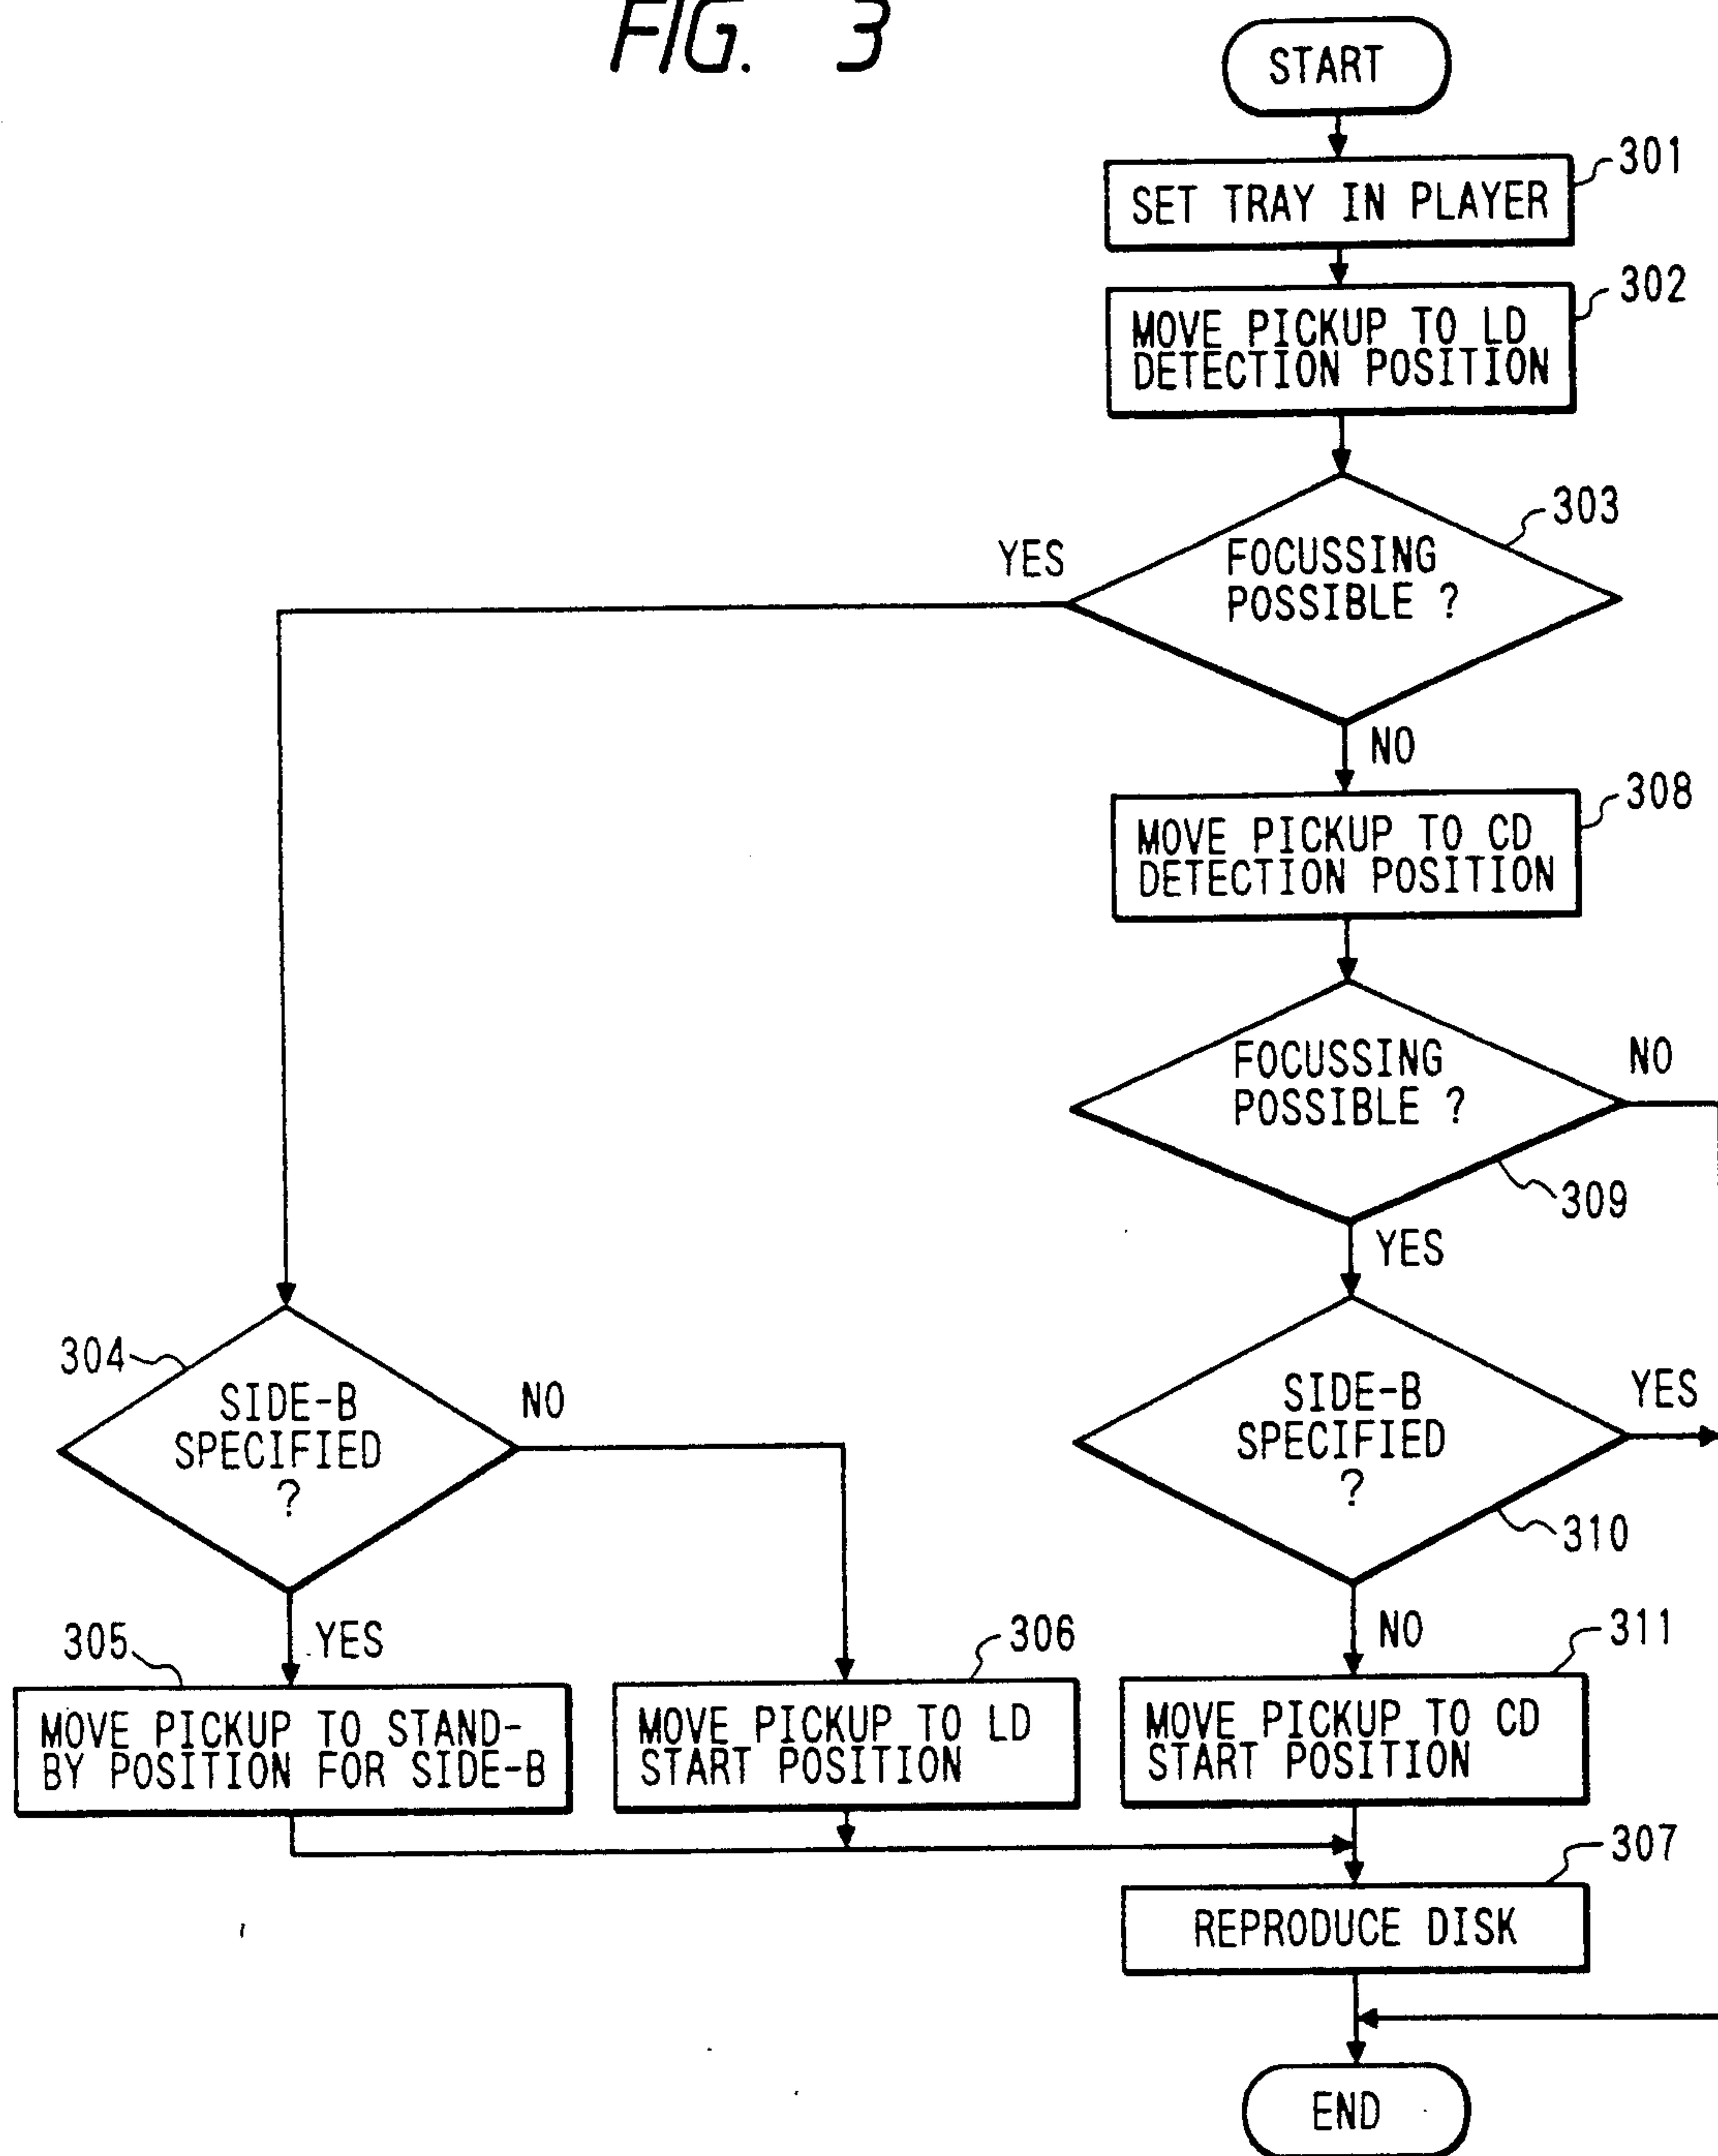 FIG. 3
START
301
SET TRAY IN PLAYER
302
MOVE PICKUP TO LD
DETECTION POSITION
303
YES
FOCUSSING
POSSIBLE ?
NO
308
MOVE PICKUP TO CD
DETECTION POSITION
FOCUSSING
POSSIBLE ?
NO
309
YES
304
SIDE-B
SPECIFIED
?
NO
SIDE-B
SPECIFIED
?
YES
310
305
YES
306
NO
311
MOVE PICKUP TO STAND-
BY POSITION FOR SIDE-B
MOVE PICKUP TO LD
START POSITION
MOVE PICKUP TO CD
START POSITION
307
REPRODUCE DISK
END